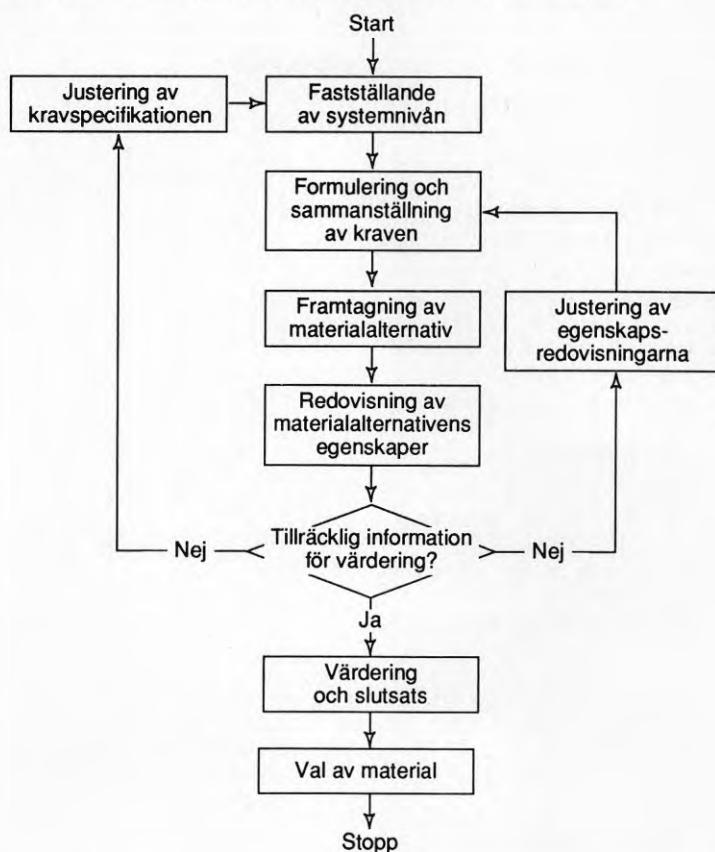 Start
Justering av
kravspecifikationen
Fastställande
av systemnivån
Formulering och
sammanställning
av kraven
Framtagning av
materialalternativ
Justering av
egenskaps-
redovisningarna
Redovisning av
materialalternativens
egenskaper
Tillräcklig information
för värdering?
Nej
Nej
Ja
Värdering
och slutsats
Val av material
Stopp